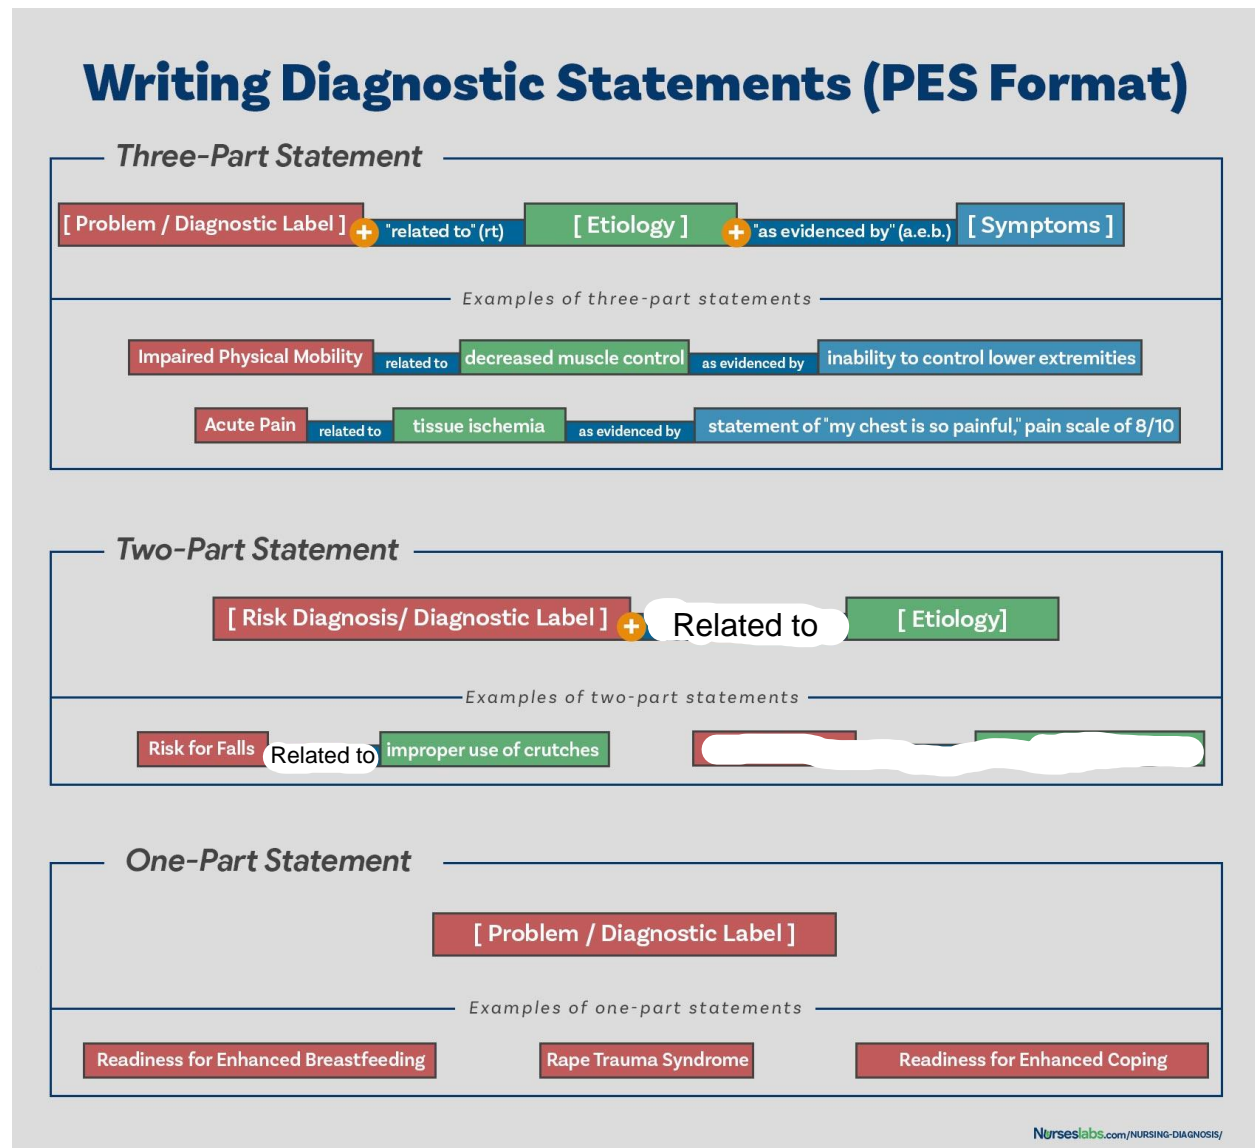 Writing Diagnostic Statements (PES Format)
Three-Part Statement
[ Problem / Diagnostic Label ] + "related to" (rt) [ Etiology ] + "as evidenced by" (a.e.b.) [ Symptoms ]
Examples of three-part statements
Impaired Physical Mobility related to decreased muscle control as evidenced by inability to control lower extremities
Acute Pain related to tissue ischemia as evidenced by statement of "my chest is so painful," pain scale of 8/10
Two-Part Statement
[ Risk Diagnosis/ Diagnostic Label ] + Related to [ Etiology]
Examples of two-part statements
Risk for Falls Related to improper use of crutches
One-Part Statement
[ Problem / Diagnostic Label ]
Examples of one-part statements
Readiness for Enhanced Breastfeeding Rape Trauma Syndrome Readiness for Enhanced Coping
Nurseslabs.com/NURSING-DIAGNOSIS/